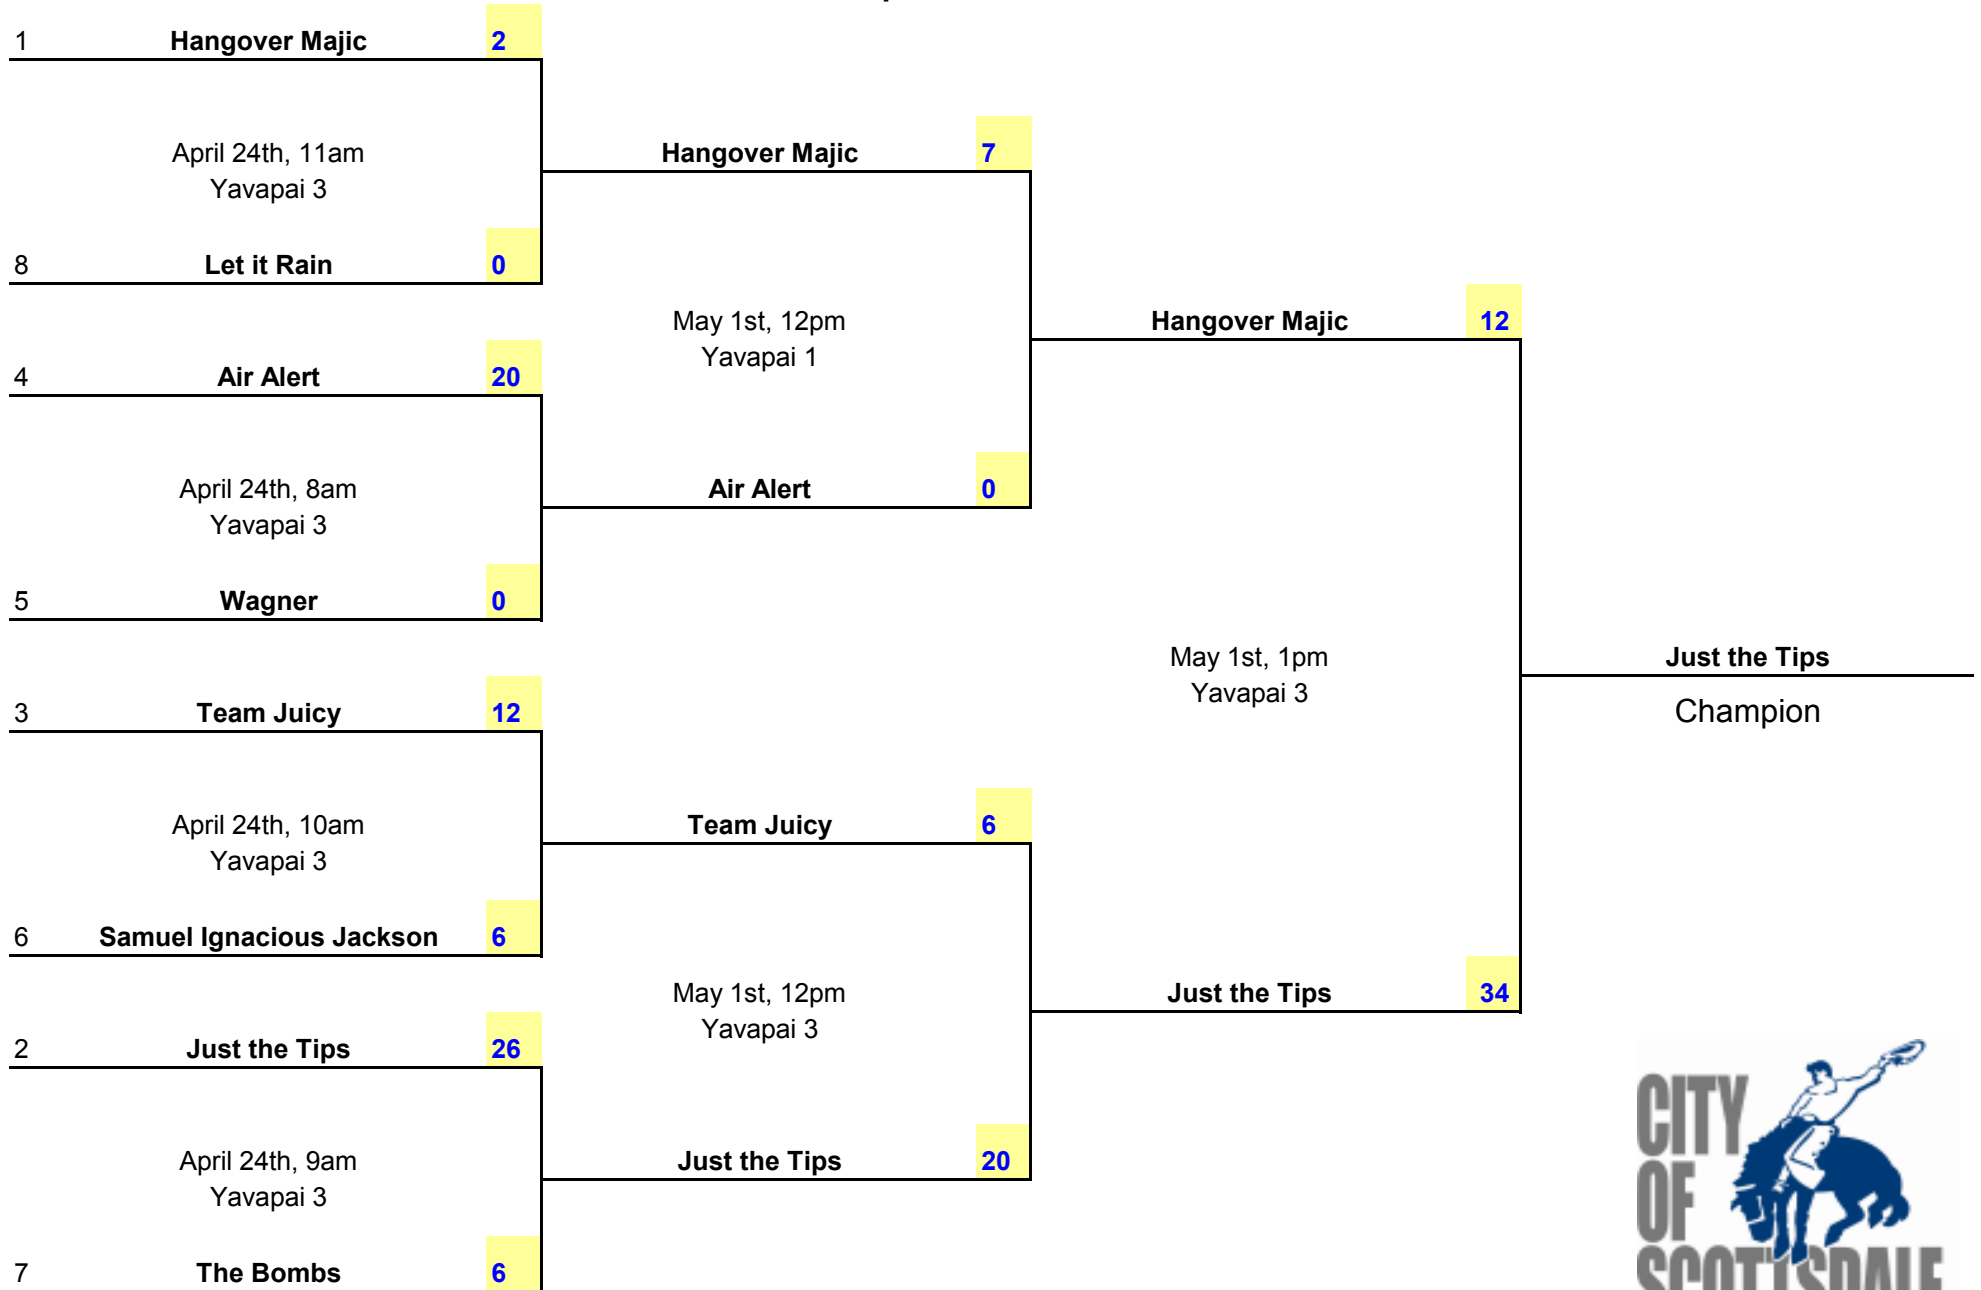 1 Hangover Majic 2
April 24th, 11am
Yavapai 3
8 Let it Rain 0
4 Air Alert 20
April 24th, 8am
Yavapai 3
5 Wagner 0
3 Team Juicy 12
April 24th, 10am
Yavapai 3
6 Samuel Ignacious Jackson 6
2 Just the Tips 26
April 24th, 9am
Yavapai 3
7 The Bombs 6
Hangover Majic 7
May 1st, 12pm
Yavapai 1
Air Alert 0
Team Juicy 6
May 1st, 12pm
Yavapai 3
Just the Tips 20
Hangover Majic 12
May 1st, 1pm
Yavapai 3
Just the Tips 34
Just the Tips
Champion
CITY
OF
SCOTTSDALE